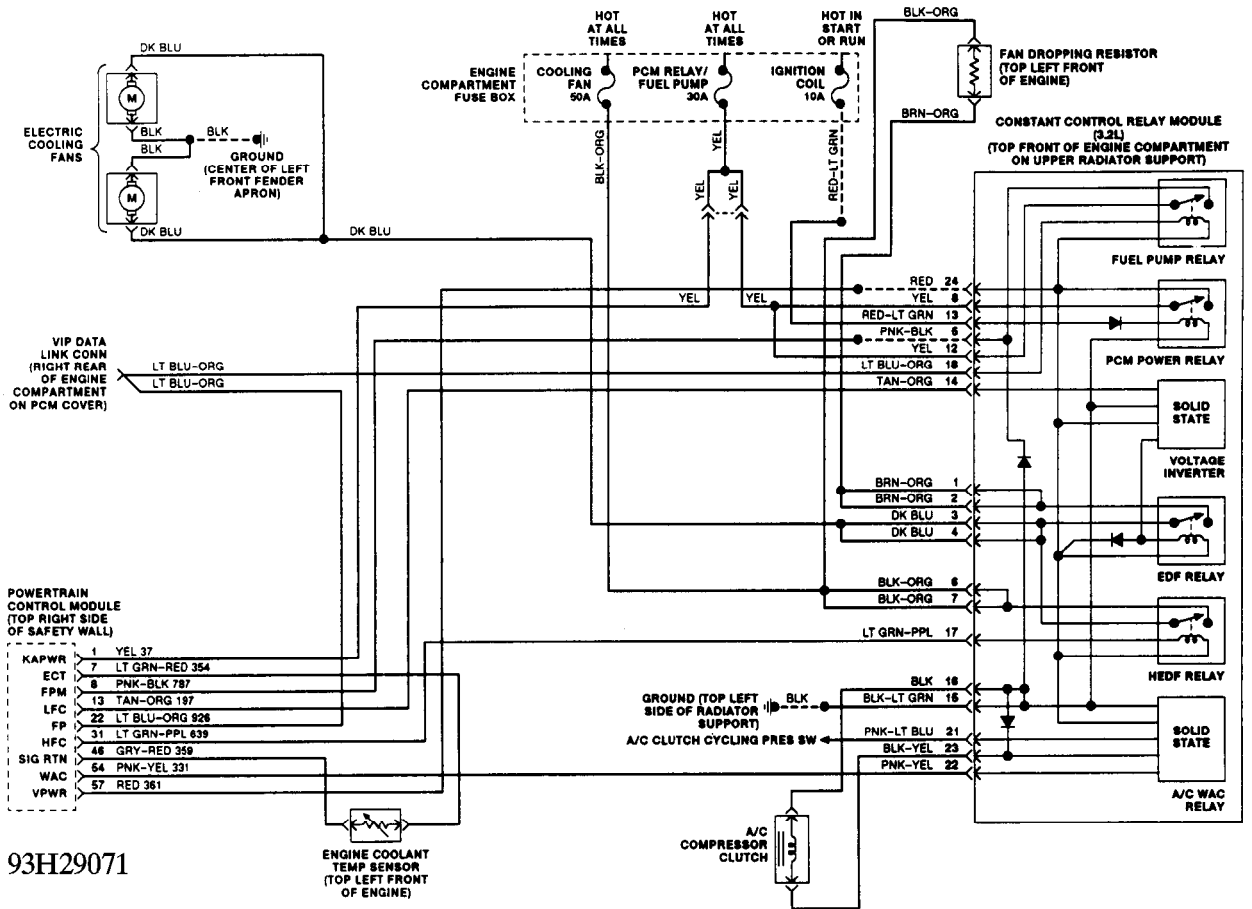 BLK-ORG
HOT
AT ALL
TIMES
HOT
AT ALL
TIMES
HOT IN
START
OR RUN
DK BLU
ENGINE
COMPARTMENT
FUSE BOX
COOLING
FAN
50A
PCM RELAY/
FUEL PUMP
30A
IGNITION
COIL
10A
FAN DROPPING RESISTOR
(TOP LEFT FRONT
OF ENGINE)
BRN-ORG
M
ELECTRIC
COOLING
FANS
BLK
BLK
BLK
GROUND
(CENTER OF LEFT
FRONT FENDER
APRON)
M
DK BLU
DK BLU
BLK-ORG
YEL
YEL
YEL
RED-LT GRN
CONSTANT CONTROL RELAY MODULE
(3.2L)
(TOP FRONT OF ENGINE COMPARTMENT
ON UPPER RADIATOR SUPPORT)
FUEL PUMP RELAY
YEL
YEL
RED 24
YEL 8
RED-LT GRN 13
PNK-BLK 5
YEL 12
LT BLU-ORG 18
TAN-ORG 14
PCM POWER RELAY
VIP DATA
LINK CONN
(RIGHT REAR
OF ENGINE
COMPARTMENT
ON PCM COVER)
LT BLU-ORG
LT BLU-ORG
SOLID
STATE
VOLTAGE
INVERTER
BRN-ORG 1
BRN-ORG 2
DK BLU 3
DK BLU 4
EDF RELAY
BLK-ORG 6
BLK-ORG 7
LT GRN-PPL 17
HEDF RELAY
POWERTRAIN
CONTROL MODULE
(TOP RIGHT SIDE
OF SAFETY WALL)
KAPWR 1 YEL 37
ECT 7 LT GRN-RED 354
FPM 8 PNK-BLK 787
LFC 13 TAN-ORG 197
FP 22 LT BLU-ORG 926
HFC 31 LT GRN-PPL 639
SIG RTN 46 GRY-RED 359
WAC 54 PNK-YEL 331
VPWR 57 RED 361
GROUND (TOP LEFT
SIDE OF RADIATOR
SUPPORT)
BLK
A/C CLUTCH CYCLING PRES SW
BLK 16
BLK-LT GRN 15
PNK-LT BLU 21
BLK-YEL 23
PNK-YEL 22
SOLID
STATE
A/C WAC
RELAY
ENGINE COOLANT
TEMP SENSOR
(TOP LEFT FRONT
OF ENGINE)
A/C
COMPRESSOR
CLUTCH
93H29071